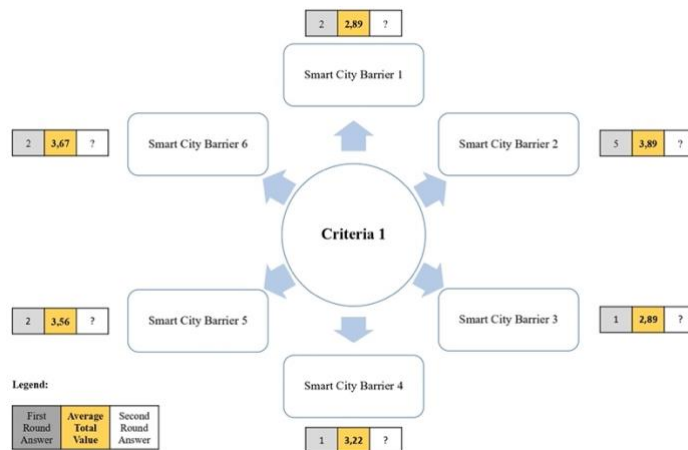 2 2,89 ?
Smart City Barrier 1
2 3,67 ?
Smart City Barrier 6
Smart City Barrier 2
5 3,89 ?
Criteria 1
2 3,56 ?
Smart City Barrier 5
Smart City Barrier 3
1 2,89 ?
Smart City Barrier 4
1 3,22 ?
Legend:
First Round Answer
Average Total Value
Second Round Answer